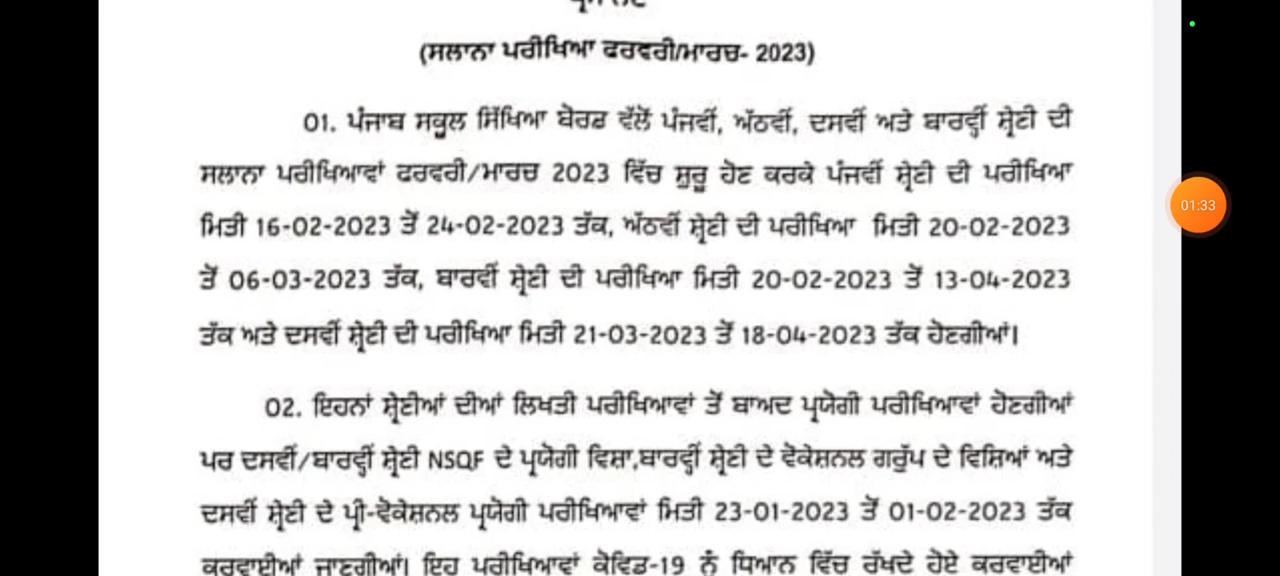 (ਸਲਾਨਾ ਪਰੀਖਿਆ ਫਰਵਰੀ/ਮਾਰਚ- 2023)
01. ਪੰਜਾਬ ਸਕੂਲ ਸਿੱਖਿਆ ਬੋਰਡ ਵੱਲੋਂ ਪੰਜਵੀਂ, ਅੱਠਵੀਂ, ਦਸਵੀਂ ਅਤੇ ਬਾਰਵ੍ਹੀਂ ਸ਼੍ਰੇਣੀ ਦੀ
ਸਲਾਨਾ ਪਰੀਖਿਆਵਾਂ ਫਰਵਰੀ/ਮਾਰਚ 2023 ਵਿੱਚ ਸ਼ੁਰੂ ਹੋਣ ਕਰਕੇ ਪੰਜਵੀਂ ਸ਼੍ਰੇਣੀ ਦੀ ਪਰੀਖਿਆ
ਮਿਤੀ 16-02-2023 ਤੋਂ 24-02-2023 ਤੱਕ, ਅੱਠਵੀਂ ਸ਼੍ਰੇਣੀ ਦੀ ਪਰੀਖਿਆ ਮਿਤੀ 20-02-2023
ਤੋਂ 06-03-2023 ਤੱਕ, ਬਾਰਵੀਂ ਸ਼੍ਰੇਣੀ ਦੀ ਪਰੀਖਿਆ ਮਿਤੀ 20-02-2023 ਤੋਂ 13-04-2023
ਤੱਕ ਅਤੇ ਦਸਵੀਂ ਸ਼੍ਰੇਣੀ ਦੀ ਪਰੀਖਿਆ ਮਿਤੀ 21-03-2023 ਤੋਂ 18-04-2023 ਤੱਕ ਹੋਣਗੀਆਂ।
02. ਇਹਨਾਂ ਸ਼੍ਰੇਣੀਆਂ ਦੀਆਂ ਲਿਖਤੀ ਪਰੀਖਿਆਵਾਂ ਤੋਂ ਬਾਅਦ ਪ੍ਰਯੋਗੀ ਪਰੀਖਿਆਵਾਂ ਹੋਣਗੀਆਂ
ਪਰ ਦਸਵੀਂ/ਬਾਰਵ੍ਹੀਂ ਸ਼੍ਰੇਣੀ NSQF ਦੇ ਪ੍ਰਯੋਗੀ ਵਿਸ਼ਾ,ਬਾਰਵ੍ਹੀਂ ਸ਼੍ਰੇਣੀ ਦੇ ਵੋਕੇਸ਼ਨਲ ਗਰੁੱਪ ਦੇ ਵਿਸ਼ਿਆਂ ਅਤੇ
ਦਸਵੀਂ ਸ਼੍ਰੇਣੀ ਦੇ ਪ੍ਰੀ-ਵੋਕੇਸ਼ਨਲ ਪ੍ਰਯੋਗੀ ਪਰੀਖਿਆਵਾਂ ਮਿਤੀ 23-01-2023 ਤੋਂ 01-02-2023 ਤੱਕ
ਕਰਵਾਈਆਂ ਜਾਣਗੀਆਂ। ਇਹ ਪਰੀਖਿਆਵਾਂ ਕੋਵਿਡ-19 ਨੂੰ ਧਿਆਨ ਵਿੱਚ ਰੱਖਦੇ ਹੋਏ ਕਰਵਾਈਆਂ
01:33